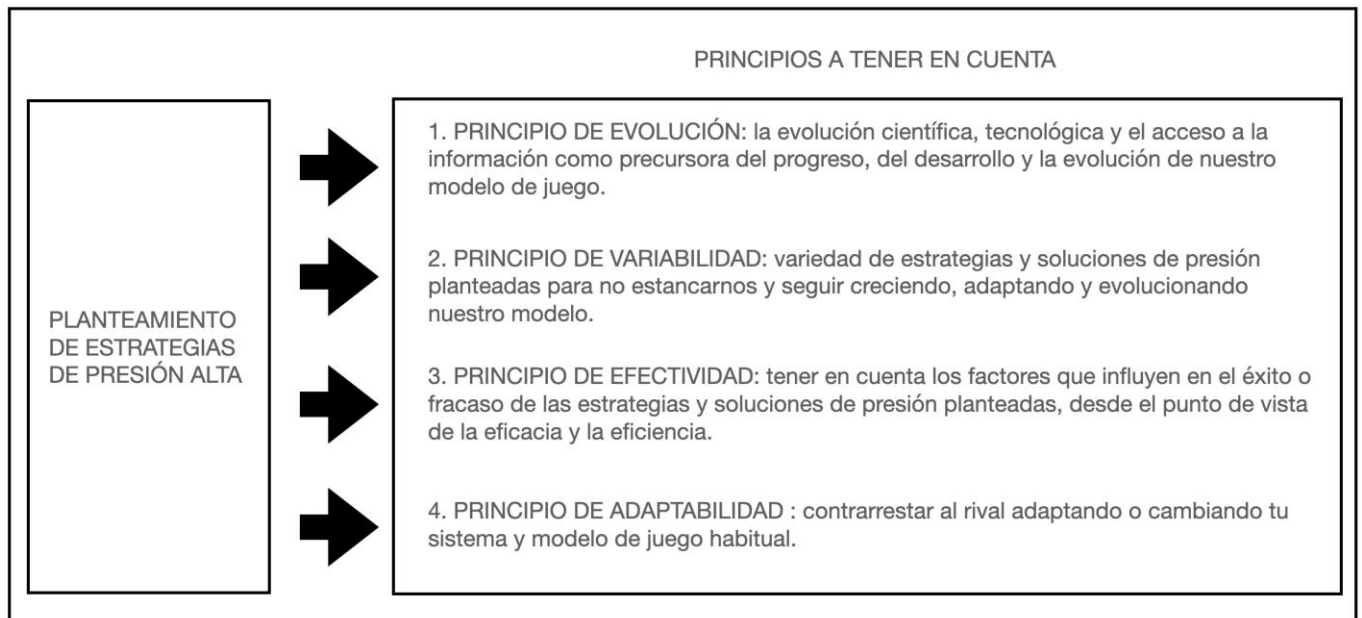 PRINCIPIOS A TENER EN CUENTA
PLANTEAMIENTO
DE ESTRATEGIAS
DE PRESIÓN ALTA
1. PRINCIPIO DE EVOLUCIÓN: la evolución científica, tecnológica y el acceso a la
información como precursora del progreso, del desarrollo y la evolución de nuestro
modelo de juego.
2. PRINCIPIO DE VARIABILIDAD: variedad de estrategias y soluciones de presión
planteadas para no estancarnos y seguir creciendo, adaptando y evolucionando
nuestro modelo.
3. PRINCIPIO DE EFECTIVIDAD: tener en cuenta los factores que influyen en el éxito o
fracaso de las estrategias y soluciones de presión planteadas, desde el punto de vista
de la eficacia y la eficiencia.
4. PRINCIPIO DE ADAPTABILIDAD : contrarrestar al rival adaptando o cambiando tu
sistema y modelo de juego habitual.